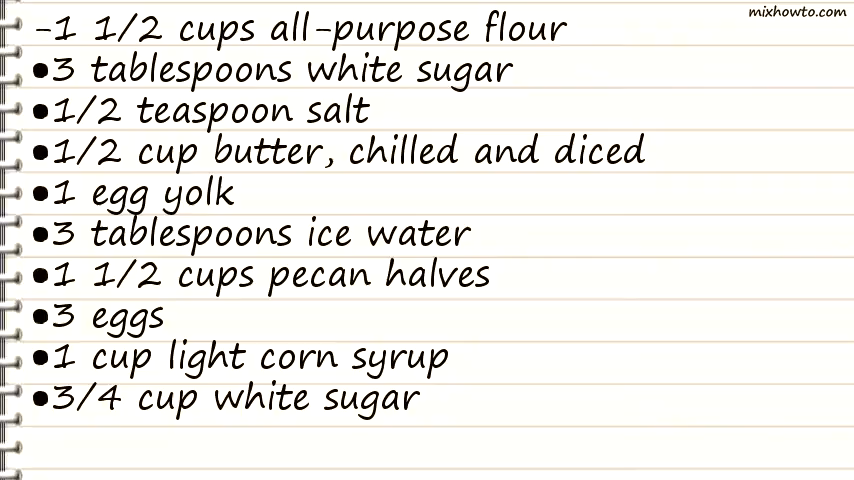 mixhowto.com
-1 1/2 cups all-purpose flour
•3 tablespoons white sugar
•1/2 teaspoon salt
•1/2 cup butter, chilled and diced
•1 egg yolk
•3 tablespoons ice water
•1 1/2 cups pecan halves
•3 eggs
•1 cup light corn syrup
•3/4 cup white sugar